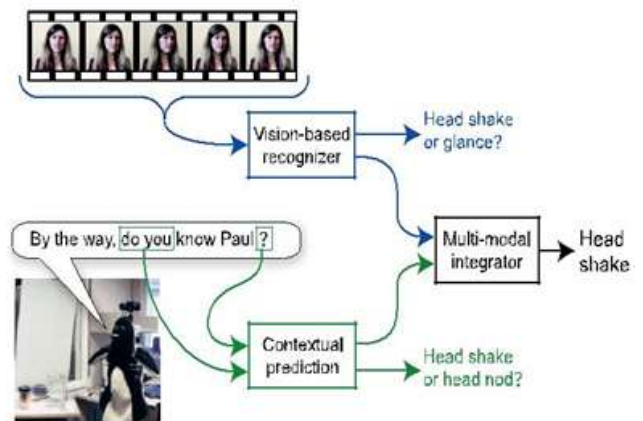 Vision-based
recognizer
Head shake
or glance?
By the way, do you know Paul ?
Multi-modal
integrator
Head
shake
Contextual
prediction
Head shake
or head nod?